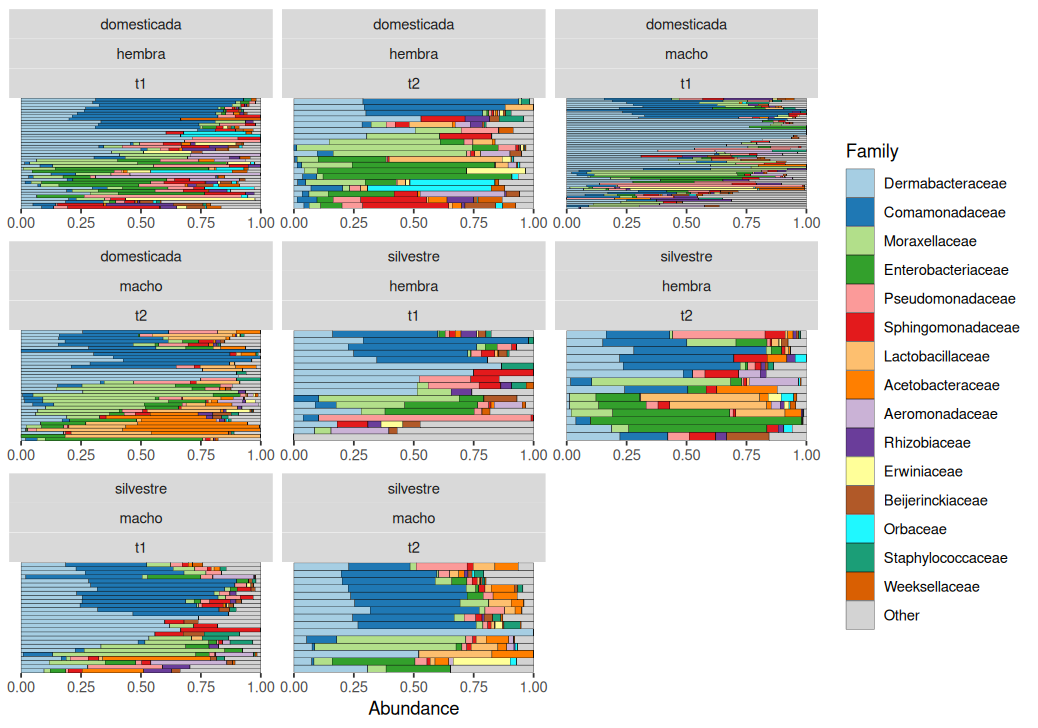 domesticada domesticada domesticada
hembra hembra macho
t1 t2 t1
0.00 0.25 0.50 0.75 1.00 0.00 0.25 0.50 0.75 1.00 0.00 0.25 0.50 0.75 1.00
domesticada silvestre silvestre
macho hembra hembra
t2 t1 t2
0.00 0.25 0.50 0.75 1.00 0.00 0.25 0.50 0.75 1.00 0.00 0.25 0.50 0.75 1.00
silvestre silvestre
macho macho
t1 t2
0.00 0.25 0.50 0.75 1.00 0.00 0.25 0.50 0.75 1.00
Abundance
Family
Dermabacteraceae
Comamonadaceae
Moraxellaceae
Enterobacteriaceae
Pseudomonadaceae
Sphingomonadaceae
Lactobacillaceae
Acetobacteraceae
Aeromonadaceae
Rhizobiaceae
Erwiniaceae
Beijerinckiaceae
Orbaceae
Staphylococcaceae
Weeksellaceae
Other